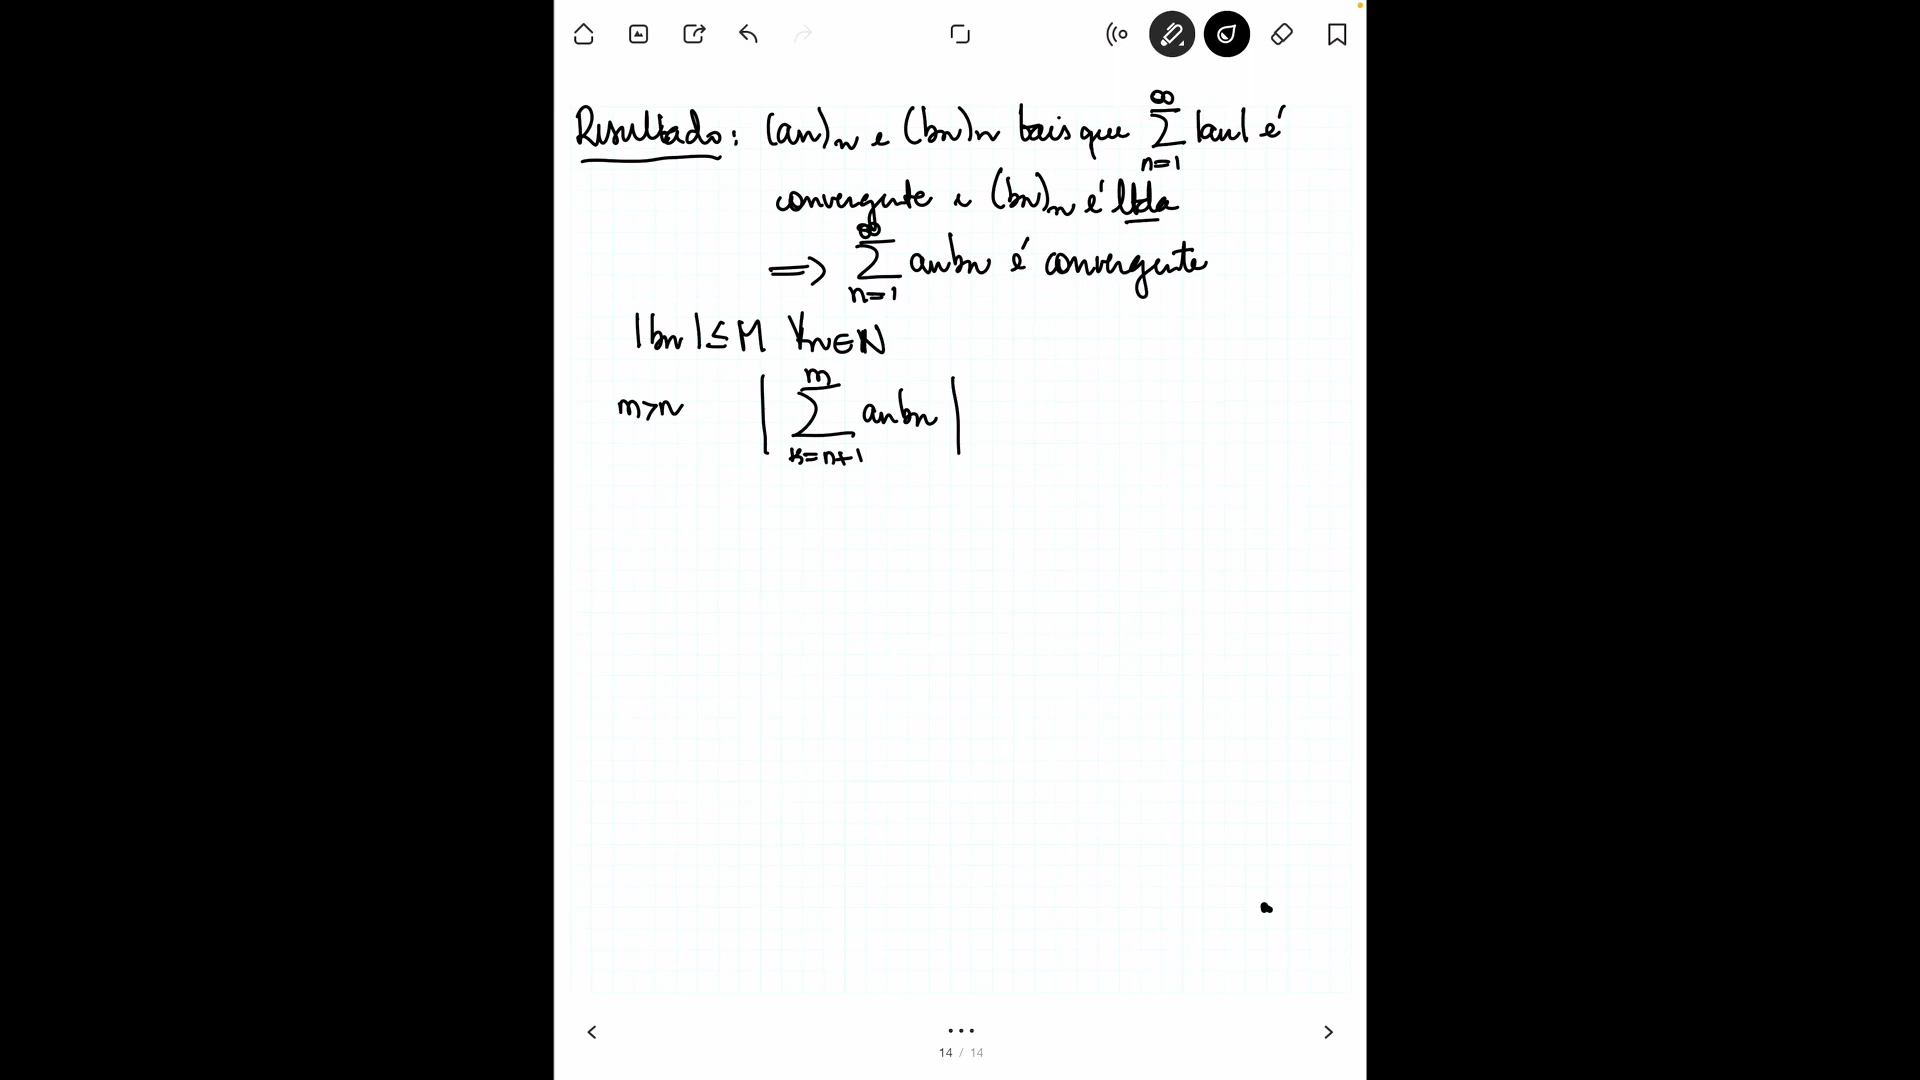 Resultado: (an)n e (bn)n tais que ∞∑n=1 |an| é
convergente e (bn)n é ltda
=> ∞∑n=1 anbn é convergente
|bn| ≤ M ∀n∈N
m>n | m∑k=n+1 anbn |
14 / 14